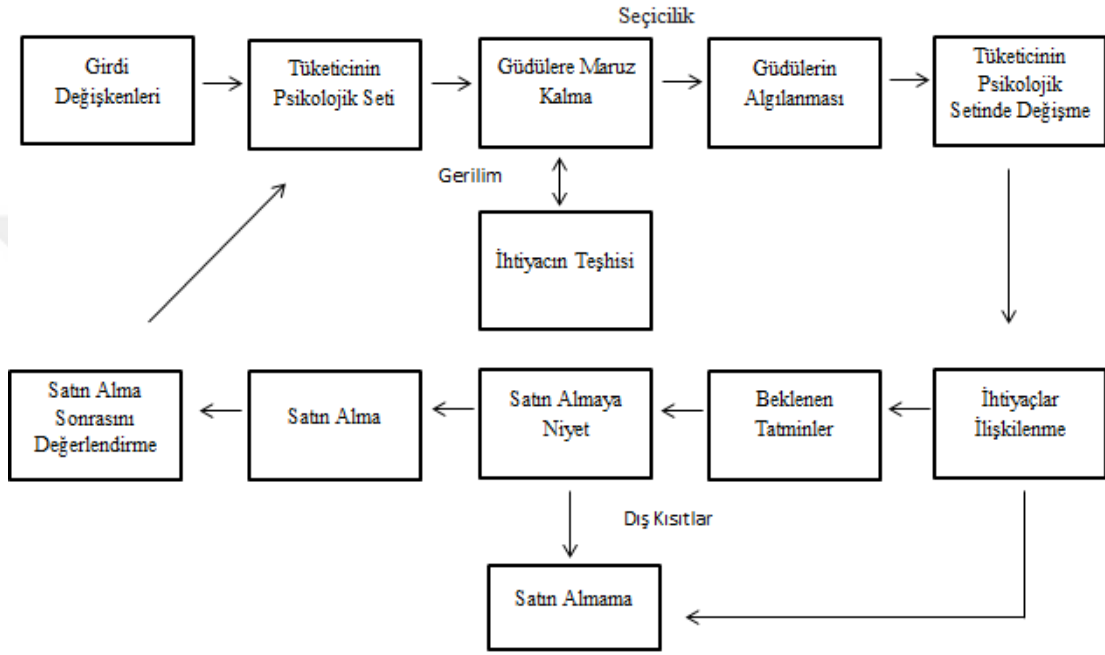 Seçicilik
Girdi
Değişkenleri
Tüketicinin
Psikolojik Seti
Güdülere Maruz
Kalma
Güdülerin
Algılanması
Tüketicinin
Psikolojik
Setinde Değişme
Gerilim
İhtiyacın Teşhisi
Satın Alma
Sonrasını
Değerlendirme
Satın Alma
Satın Almaya
Niyet
Beklenen
Tatminler
İhtiyaçlar
İlişkilenme
Dış Kısıtlar
Satın Almama